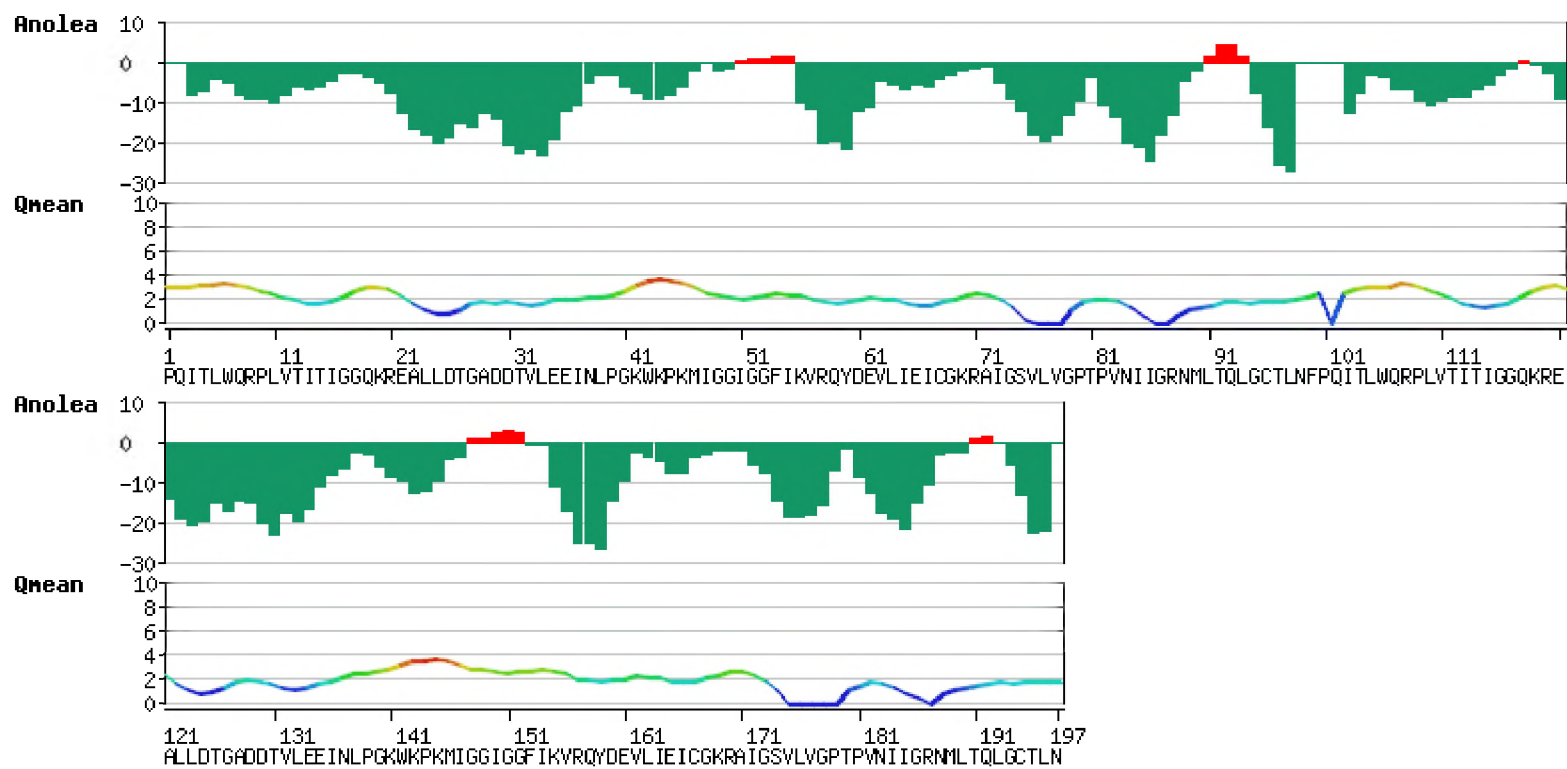 Anolea
10
0
-10
-20
-30
Qmean
10
8
6
4
2
0
1 11 21 31 41 51 61 71 81 91 101 111
PQITLWQRPLVTITIGGQKREALLDTGADDTVLEEINLPGKWKPKMIGGIGGFIKVRQYDEVLIEICGKRAIGSVLVGPTPVNIIGRNMLTQLGCTLNFPQITLWQRPLVTITIGGQKRE
Anolea
10
0
-10
-20
-30
Qmean
10
8
6
4
2
0
121 131 141 151 161 171 181 191 197
ALLDTGADDTVLEEINLPGKWKPKMIGGIGGFIKVRQYDEVLIEICGKRAIGSVLVGPTPVNIIGRNMLTQLGCTLN